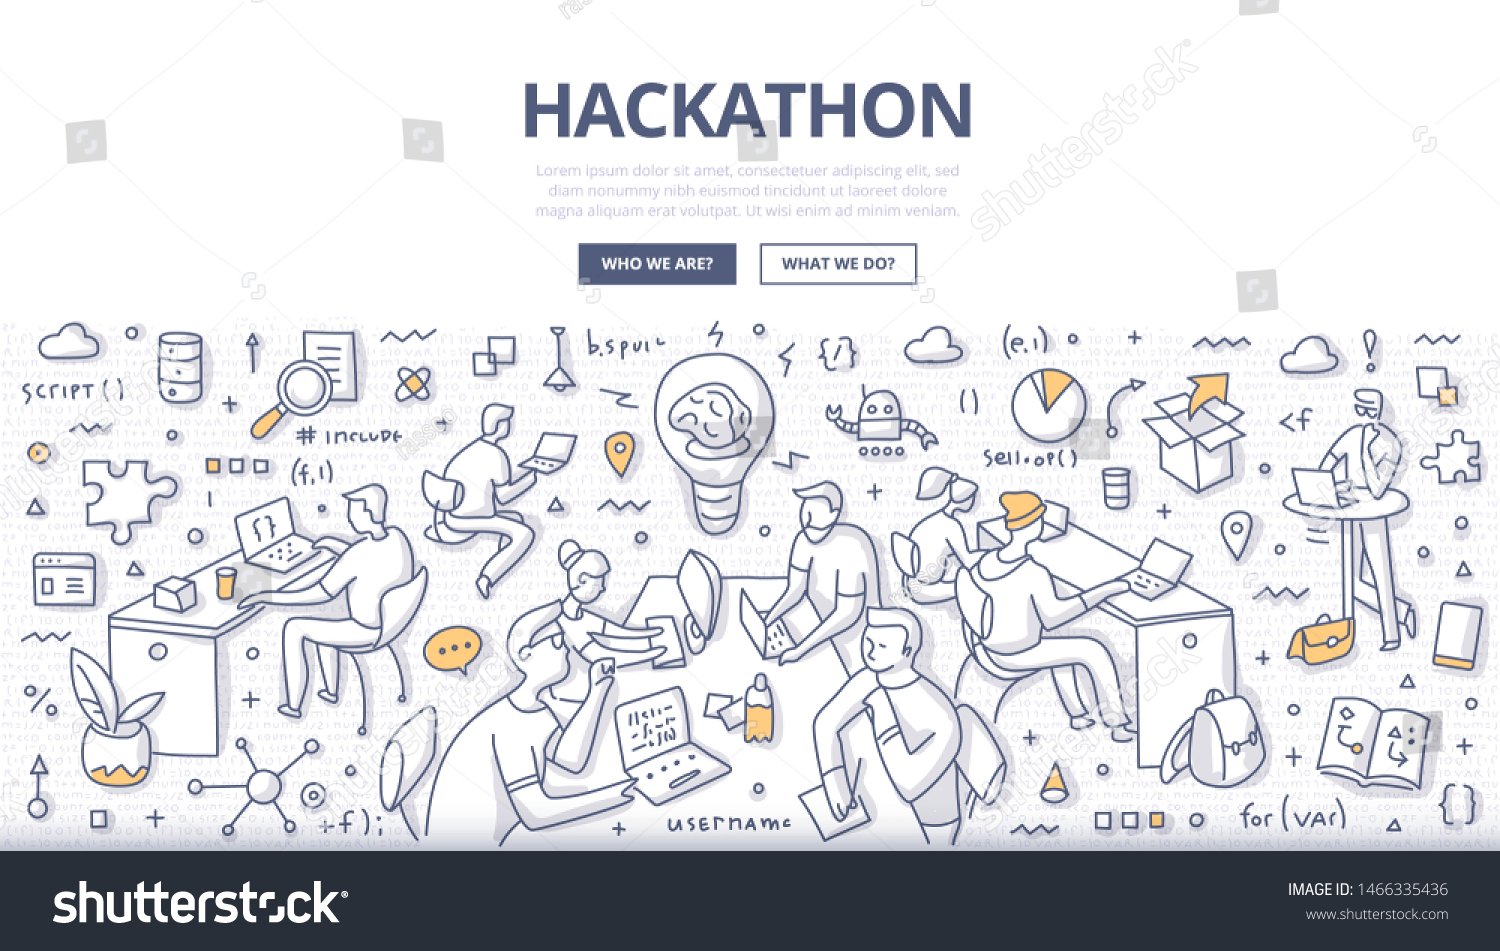 HACKATHON
Lorem ipsum dolor sit amet, consectetuer adipiscing elit, sed
diam nonummy nibh euismod tincidunt ut laoreet dolore
magna aliquam erat volutpat. Ut wisi enim ad minim veniam.
WHO WE ARE?
WHAT WE DO?
b.spull
{/}
(e,i)
SCRIPT()
# INCLUDE
()
<f
sell.op()
(f,1)
{}
%
+f);
USERNAME
for(VAR)
{}
shutterstock
IMAGE ID: 1466335436
www.shutterstock.com